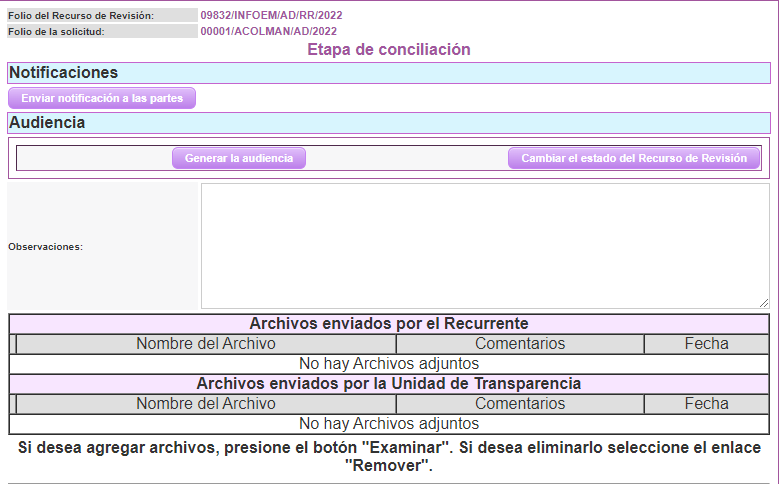 Folio del Recurso de Revisión: 09832/INFOEM/AD/RR/2022
Folio de la solicitud: 00001/ACOLMAN/AD/2022
Etapa de conciliación
Notificaciones
Enviar notificación a las partes
Audiencia
Generar la audiencia Cambiar el estado del Recurso de Revisión
Observaciones:
Archivos enviados por el Recurrente
Nombre del Archivo Comentarios Fecha
No hay Archivos adjuntos
Archivos enviados por la Unidad de Transparencia
Nombre del Archivo Comentarios Fecha
No hay Archivos adjuntos
Si desea agregar archivos, presione el botón "Examinar". Si desea eliminarlo seleccione el enlace
"Remover".